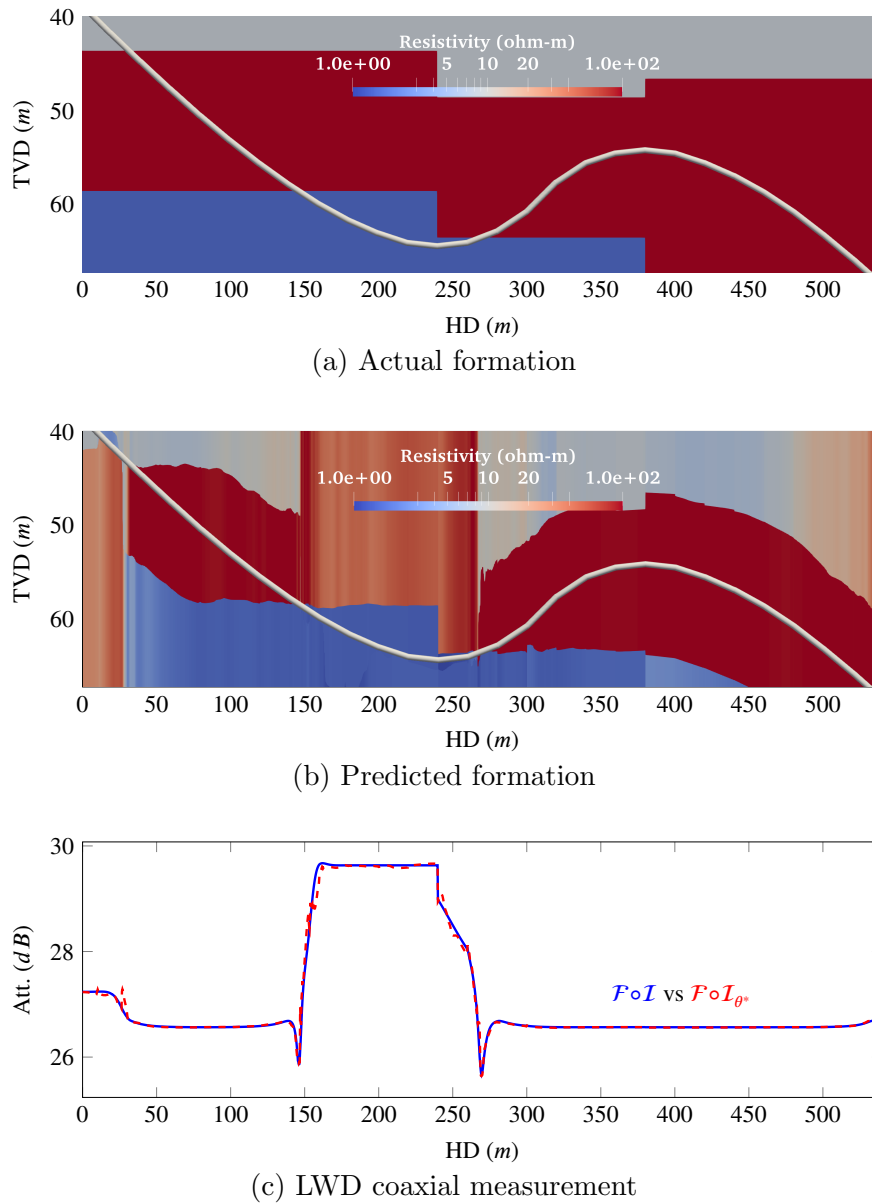 40
50
60
TVD (m)
Resistivity (ohm-m)
1.0e+00 5 10 20 1.0e+02
0 50 100 150 200 250 300 350 400 450 500
HD (m)
(a) Actual formation
40
50
60
TVD (m)
Resistivity (ohm-m)
1.0e+00 5 10 20 1.0e+02
0 50 100 150 200 250 300 350 400 450 500
HD (m)
(b) Predicted formation
30
28
26
Att. (dB)
ℱ∘ℐ vs ℱ∘ℐ_θ*
0 50 100 150 200 250 300 350 400 450 500
HD (m)
(c) LWD coaxial measurement